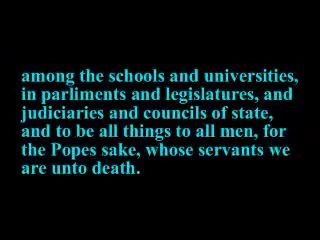 among the schools and universities,
in parliments and legislatures, and
judiciaries and councils of state,
and to be all things to all men, for
the Popes sake, whose servants we
are unto death.